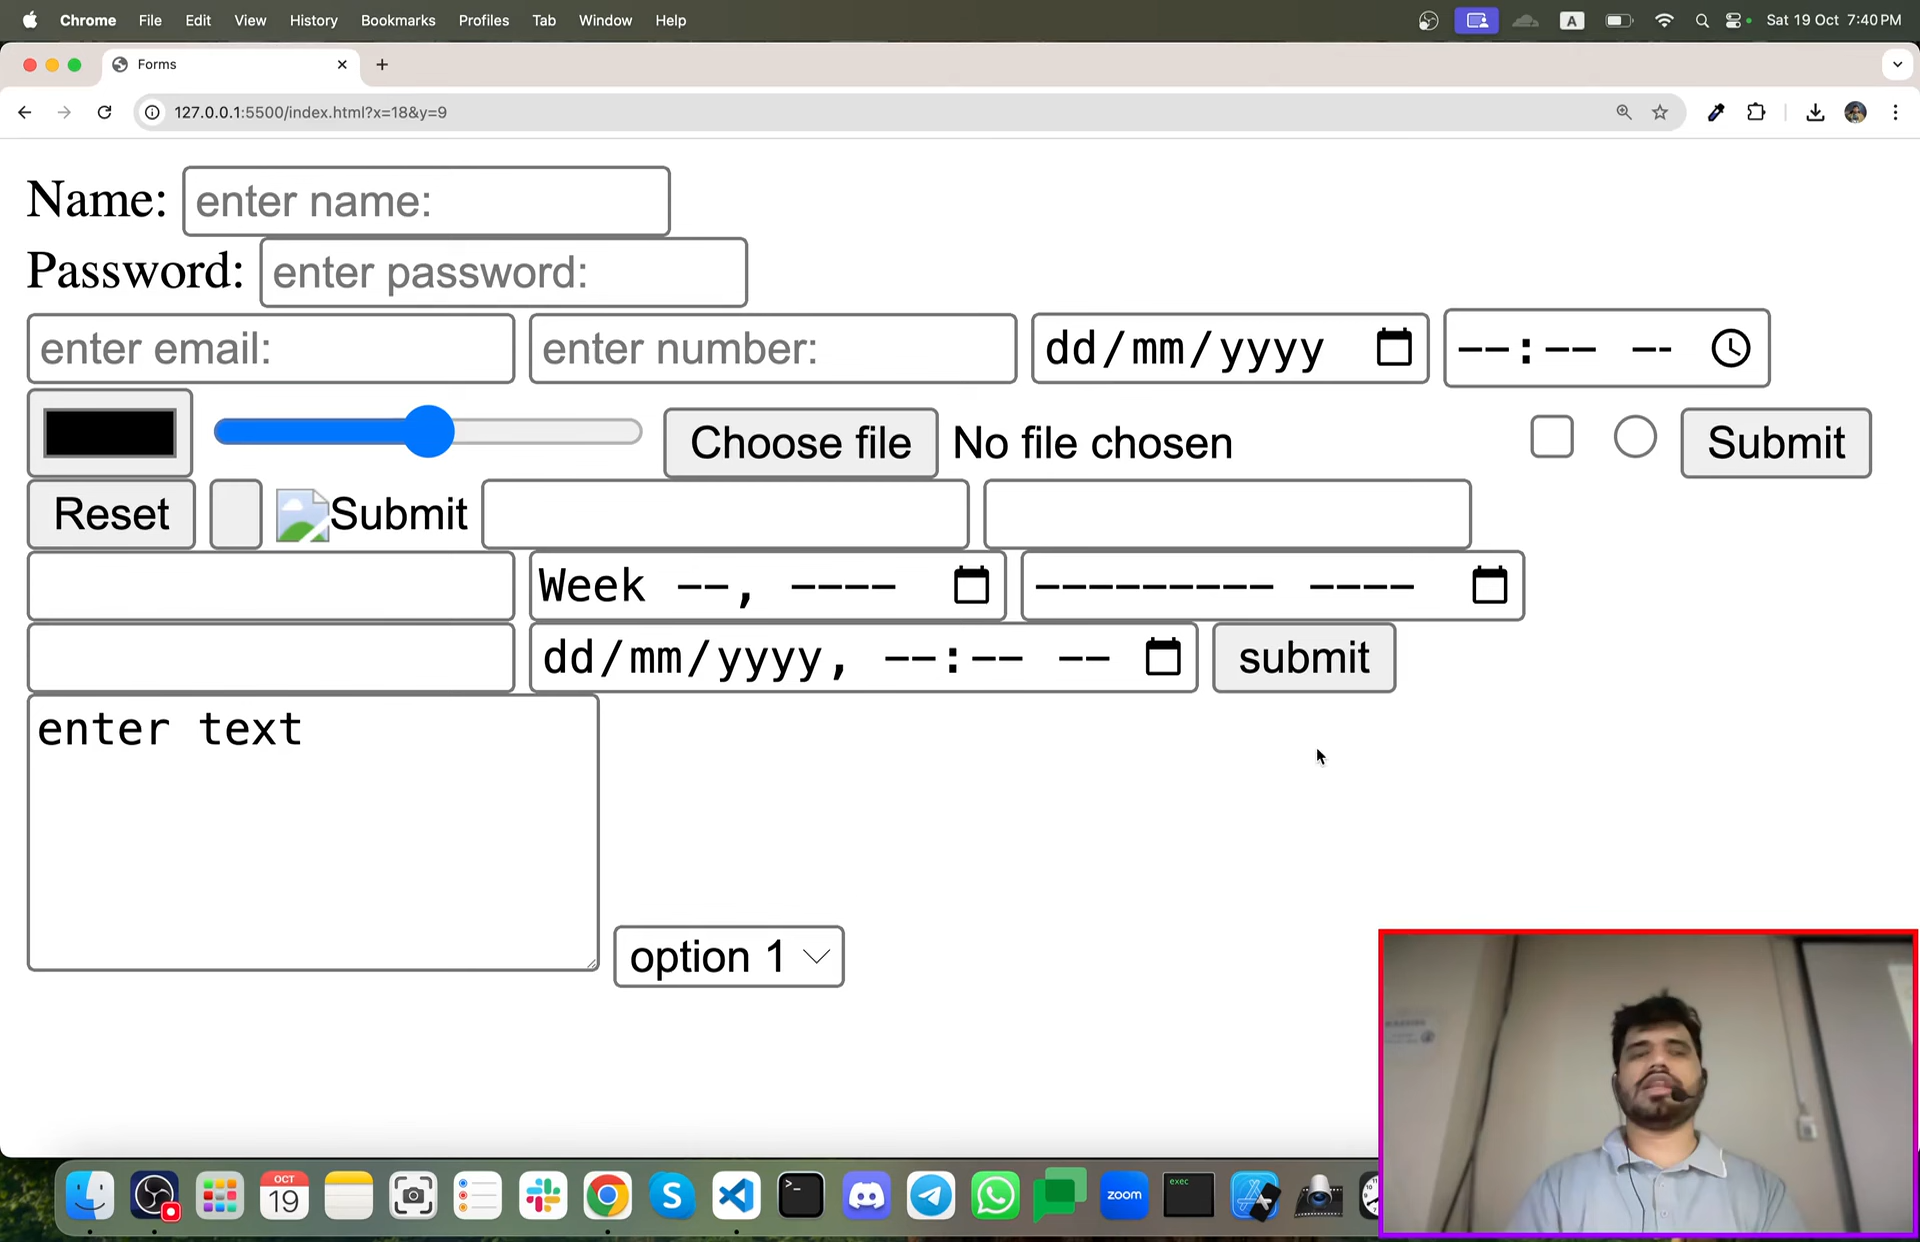 Chrome File Edit View History Bookmarks Profiles Tab Window Help A Sat 19 Oct 7:40 PM
Forms
127.0.0.1:5500/index.html?x=18&y=9
Name: enter name:
Password: enter password:
enter email: enter number: dd/mm/yyyy --:-- --
Choose file No file chosen Submit
Reset Submit
Week --, ---- --------- ----
dd/mm/yyyy, --:-- -- submit
enter text
option 1
OCT
19
zoom
exec